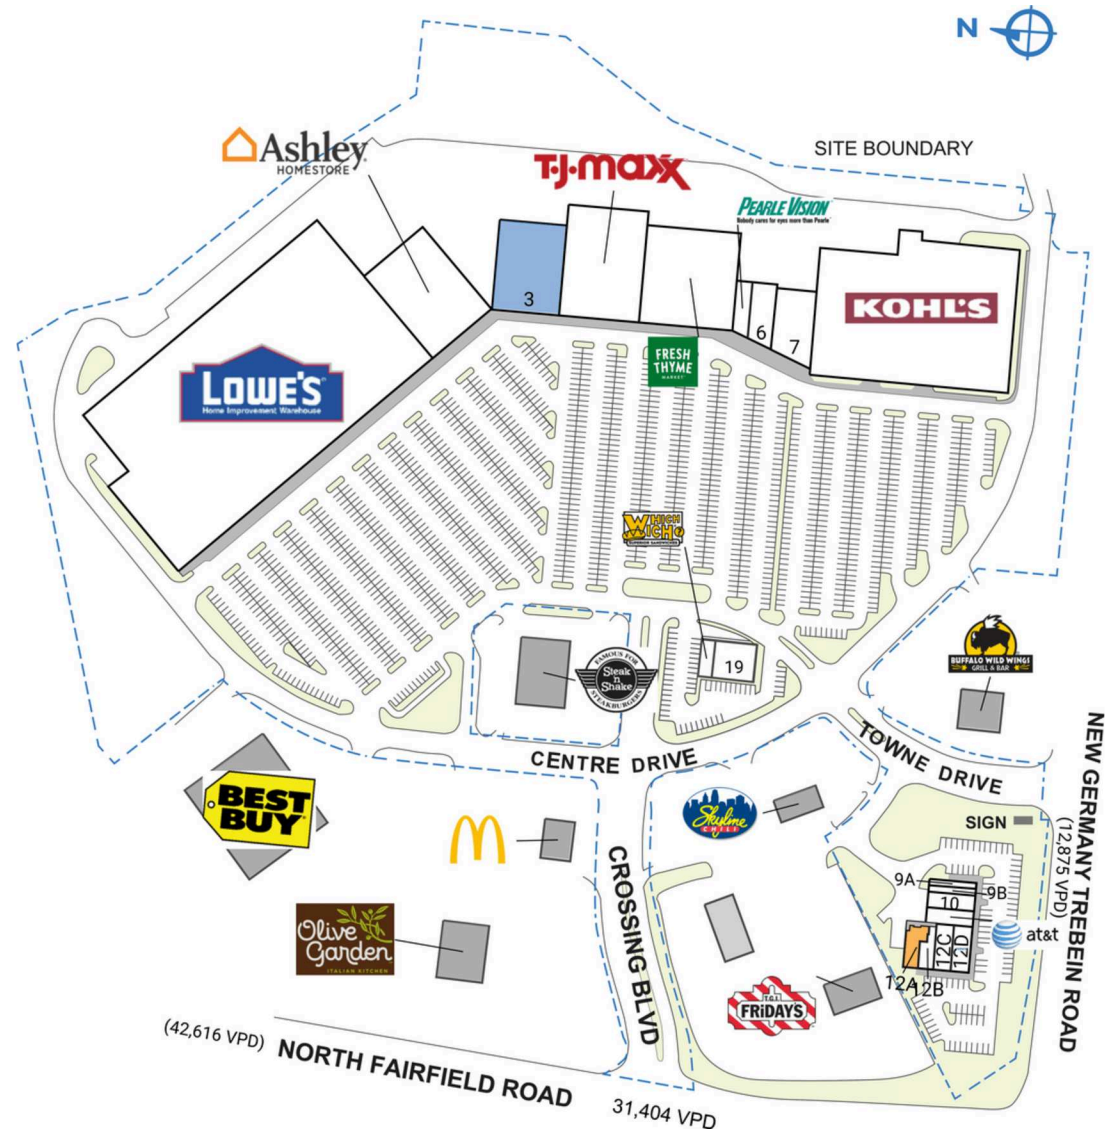 N
SITE BOUNDARY
Ashley
HOMESTORE
T·J·maxx
PEARLE VISION
Nobody cares for eyes more than Pearle
3
6
7
KOHL'S
LOWE'S
Home Improvement Warehouse
FRESH
THYME
MARKET
WHICH
WICH
SUPERIOR SANDWICHES
19
FAMOUS FOR
Steak
n
Shake
STEAKBURGERS
BUFFALO WILD WINGS
GRILL & BAR
CENTRE DRIVE
TOWNE DRIVE
NEW GERMANY TREBEIN ROAD
(12,875 VPD)
BEST
BUY
Skyline
CHILI
SIGN
CROSSING BLVD
9A
9B
10
at&t
12C
12D
12A
12B
Olive
Garden
ITALIAN KITCHEN
T.G.I.
FRiDAY'S
(42,616 VPD)
NORTH FAIRFIELD ROAD
31,404 VPD